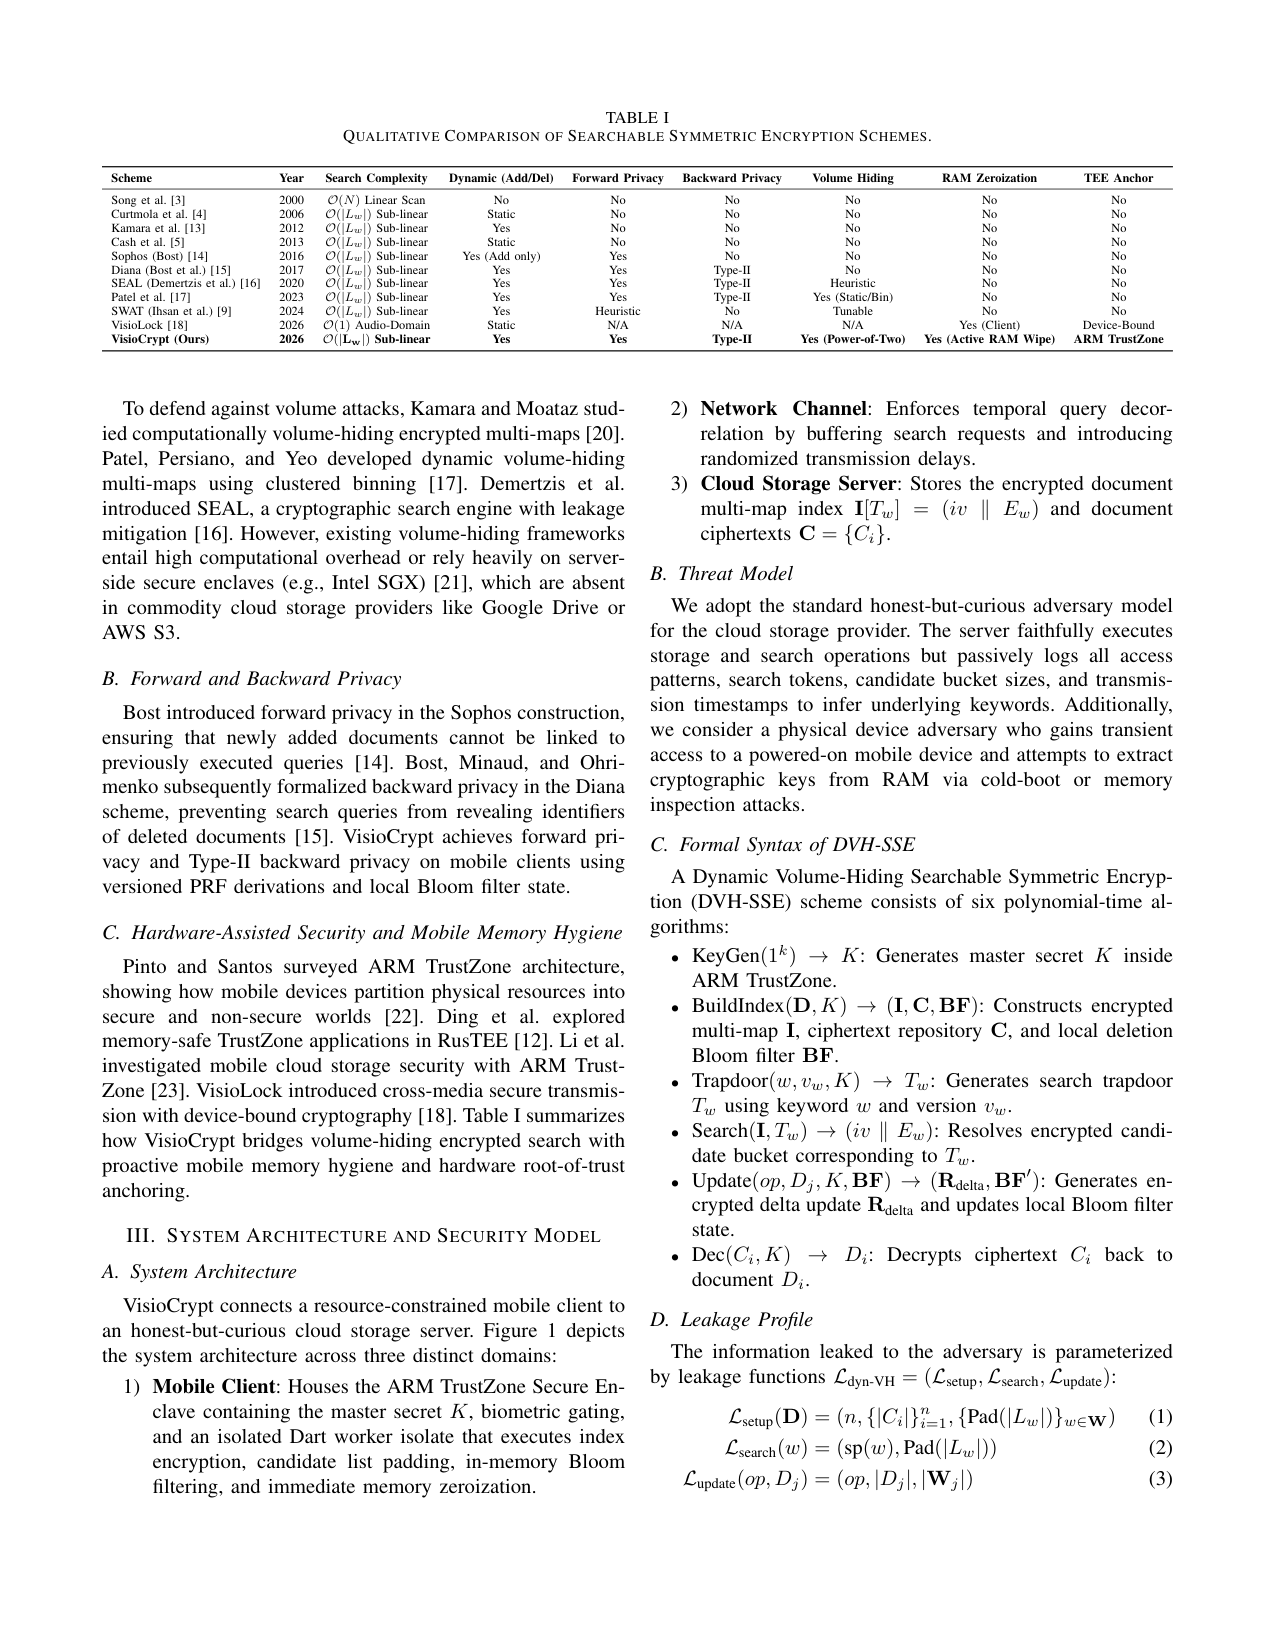 TABLE I
QUALITATIVE COMPARISON OF SEARCHABLE SYMMETRIC ENCRYPTION SCHEMES.
Scheme Year Search Complexity Dynamic (Add/Del) Forward Privacy Backward Privacy Volume Hiding RAM Zeroization TEE Anchor
Song et al. [3] 2000 O(N) Linear Scan No No No No No No
Curtmola et al. [4] 2006 O(|L_w|) Sub-linear Static No No No No No
Kamara et al. [13] 2012 O(|L_w|) Sub-linear Yes No No No No No
Cash et al. [5] 2013 O(|L_w|) Sub-linear Static No No No No No
Sophos (Bost) [14] 2016 O(|L_w|) Sub-linear Yes (Add only) Yes No No No No
Diana (Bost et al.) [15] 2017 O(|L_w|) Sub-linear Yes Yes Type-II No No No
SEAL (Demertzis et al.) [16] 2020 O(|L_w|) Sub-linear Yes Yes Type-II Heuristic No No
Patel et al. [17] 2023 O(|L_w|) Sub-linear Yes Yes Type-II Yes (Static/Bin) No No
SWAT (Ihsan et al.) [9] 2024 O(|L_w|) Sub-linear Yes Heuristic No Tunable No No
VisioLock [18] 2026 O(1) Audio-Domain Static N/A N/A N/A Yes (Client) Device-Bound
VisioCrypt (Ours) 2026 O(|L_w|) Sub-linear Yes Yes Type-II Yes (Power-of-Two) Yes (Active RAM Wipe) ARM TrustZone
To defend against volume attacks, Kamara and Moataz stud-
ied computationally volume-hiding encrypted multi-maps [20].
Patel, Persiano, and Yeo developed dynamic volume-hiding
multi-maps using clustered binning [17]. Demertzis et al.
introduced SEAL, a cryptographic search engine with leakage
mitigation [16]. However, existing volume-hiding frameworks
entail high computational overhead or rely heavily on server-
side secure enclaves (e.g., Intel SGX) [21], which are absent
in commodity cloud storage providers like Google Drive or
AWS S3.
B. Forward and Backward Privacy
Bost introduced forward privacy in the Sophos construction,
ensuring that newly added documents cannot be linked to
previously executed queries [14]. Bost, Minaud, and Ohri-
menko subsequently formalized backward privacy in the Diana
scheme, preventing search queries from revealing identifiers
of deleted documents [15]. VisioCrypt achieves forward pri-
vacy and Type-II backward privacy on mobile clients using
versioned PRF derivations and local Bloom filter state.
C. Hardware-Assisted Security and Mobile Memory Hygiene
Pinto and Santos surveyed ARM TrustZone architecture,
showing how mobile devices partition physical resources into
secure and non-secure worlds [22]. Ding et al. explored
memory-safe TrustZone applications in RusTEE [12]. Li et al.
investigated mobile cloud storage security with ARM Trust-
Zone [23]. VisioLock introduced cross-media secure transmis-
sion with device-bound cryptography [18]. Table I summarizes
how VisioCrypt bridges volume-hiding encrypted search with
proactive mobile memory hygiene and hardware root-of-trust
anchoring.
III. SYSTEM ARCHITECTURE AND SECURITY MODEL
A. System Architecture
VisioCrypt connects a resource-constrained mobile client to
an honest-but-curious cloud storage server. Figure 1 depicts
the system architecture across three distinct domains:
1) Mobile Client: Houses the ARM TrustZone Secure En-
clave containing the master secret K, biometric gating,
and an isolated Dart worker isolate that executes index
encryption, candidate list padding, in-memory Bloom
filtering, and immediate memory zeroization.
2) Network Channel: Enforces temporal query decor-
relation by buffering search requests and introducing
randomized transmission delays.
3) Cloud Storage Server: Stores the encrypted document
multi-map index I[T_w] = (iv ∥ E_w) and document
ciphertexts C = {C_i}.
B. Threat Model
We adopt the standard honest-but-curious adversary model
for the cloud storage provider. The server faithfully executes
storage and search operations but passively logs all access
patterns, search tokens, candidate bucket sizes, and transmis-
sion timestamps to infer underlying keywords. Additionally,
we consider a physical device adversary who gains transient
access to a powered-on mobile device and attempts to extract
cryptographic keys from RAM via cold-boot or memory
inspection attacks.
C. Formal Syntax of DVH-SSE
A Dynamic Volume-Hiding Searchable Symmetric Encryp-
tion (DVH-SSE) scheme consists of six polynomial-time al-
gorithms:
• KeyGen(1^k) → K: Generates master secret K inside
ARM TrustZone.
• BuildIndex(D, K) → (I, C, BF): Constructs encrypted
multi-map I, ciphertext repository C, and local deletion
Bloom filter BF.
• Trapdoor(w, v_w, K) → T_w: Generates search trapdoor
T_w using keyword w and version v_w.
• Search(I, T_w) → (iv ∥ E_w): Resolves encrypted candi-
date bucket corresponding to T_w.
• Update(op, D_j, K, BF) → (R_delta, BF′): Generates en-
crypted delta update R_delta and updates local Bloom filter
state.
• Dec(C_i, K) → D_i: Decrypts ciphertext C_i back to
document D_i.
D. Leakage Profile
The information leaked to the adversary is parameterized
by leakage functions L_dyn-VH = (L_setup, L_search, L_update):
L_setup(D) = (n, {|C_i|}_{i=1}^n, {Pad(|L_w|)}_{w∈W}) (1)
L_search(w) = (sp(w), Pad(|L_w|)) (2)
L_update(op, D_j) = (op, |D_j|, |W_j|) (3)